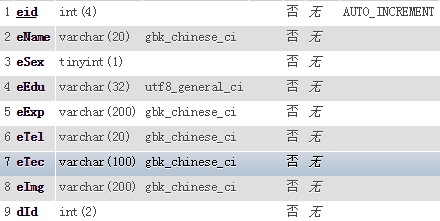 1 eid int(4) 否 无 AUTO_INCREMENT
2 eName varchar(20) gbk_chinese_ci 否 无
3 eSex tinyint(1) 否 无
4 eEdu varchar(32) utf8_general_ci 否 无
5 eExp varchar(200) gbk_chinese_ci 否 无
6 eTel varchar(20) gbk_chinese_ci 否 无
7 eTec varchar(100) gbk_chinese_ci 否 无
8 eImg varchar(200) gbk_chinese_ci 否 无
9 dId int(2) 否 无